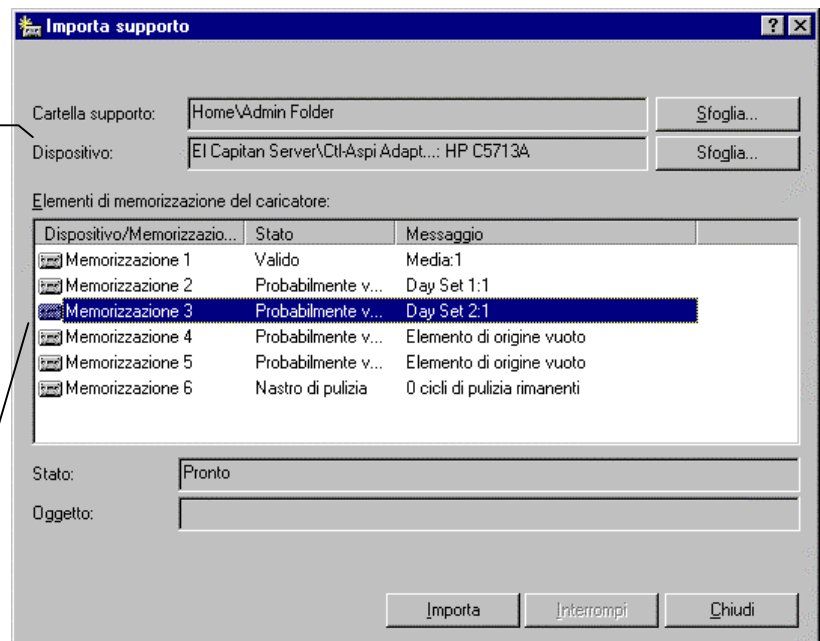 Importa supporto
Cartella supporto: Home\Admin Folder Sfoglia...
Dispositivo: El Capitan Server\Ctl-Aspi Adapt...: HP C5713A Sfoglia...
Elementi di memorizzazione del caricatore:
Dispositivo/Memorizzazio... Stato Messaggio
Memorizzazione 1 Valido Media:1
Memorizzazione 2 Probabilmente v... Day Set 1:1
Memorizzazione 3 Probabilmente v... Day Set 2:1
Memorizzazione 4 Probabilmente v... Elemento di origine vuoto
Memorizzazione 5 Probabilmente v... Elemento di origine vuoto
Memorizzazione 6 Nastro di pulizia 0 cicli di pulizia rimanenti
Stato: Pronto
Oggetto:
Importa Interrompi Chiudi